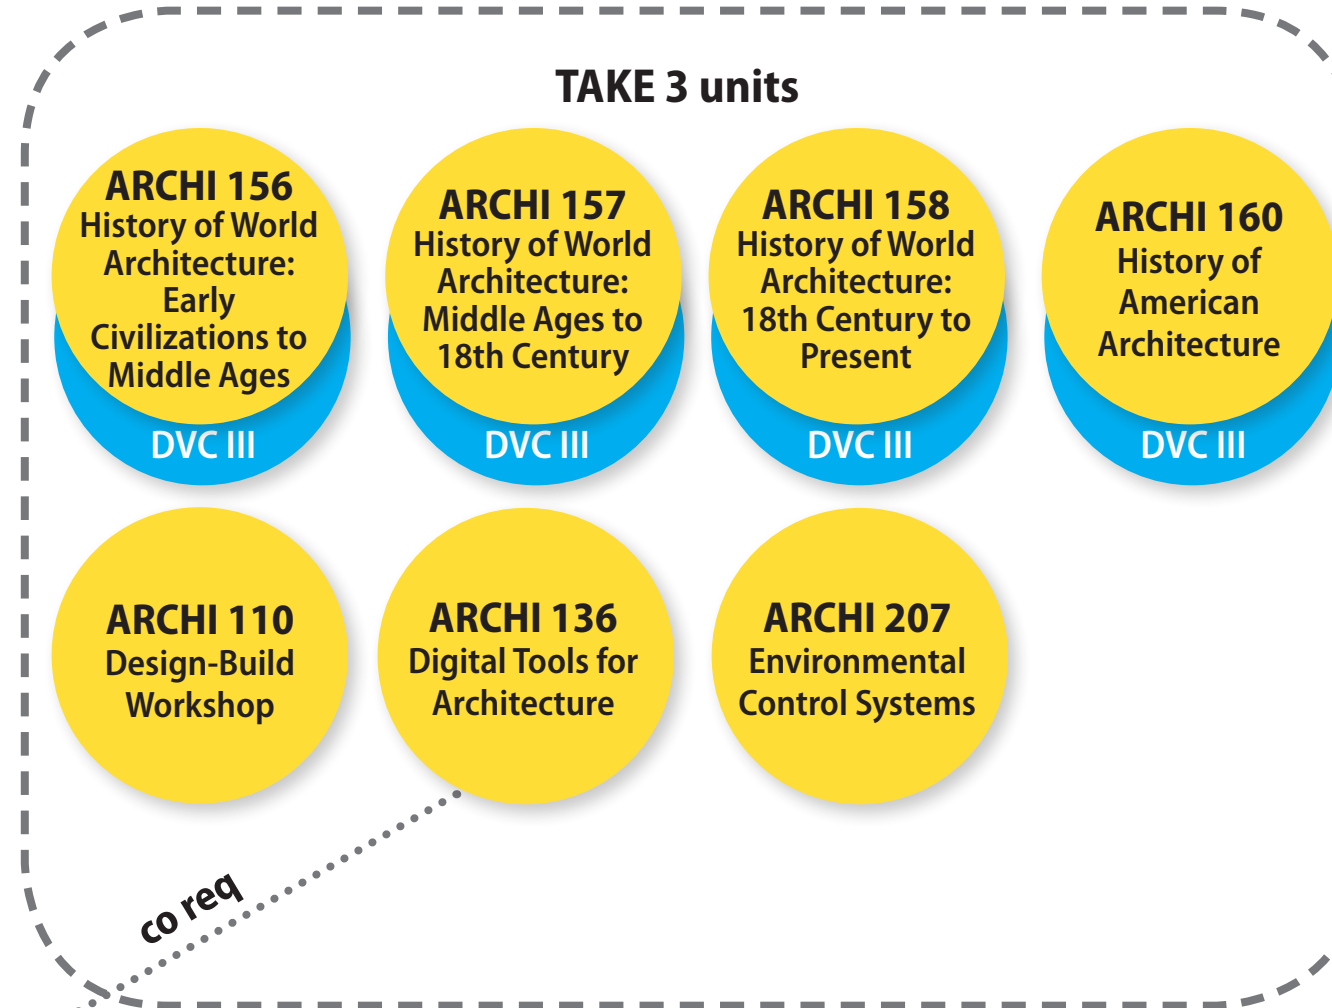 TAKE 3 units
ARCHI 156
History of World
Architecture:
Early
Civilizations to
Middle Ages
DVC III
ARCHI 157
History of World
Architecture:
Middle Ages to
18th Century
DVC III
ARCHI 158
History of World
Architecture:
18th Century to
Present
DVC III
ARCHI 160
History of
American
Architecture
DVC III
ARCHI 110
Design-Build
Workshop
ARCHI 136
Digital Tools for
Architecture
ARCHI 207
Environmental
Control Systems
co req